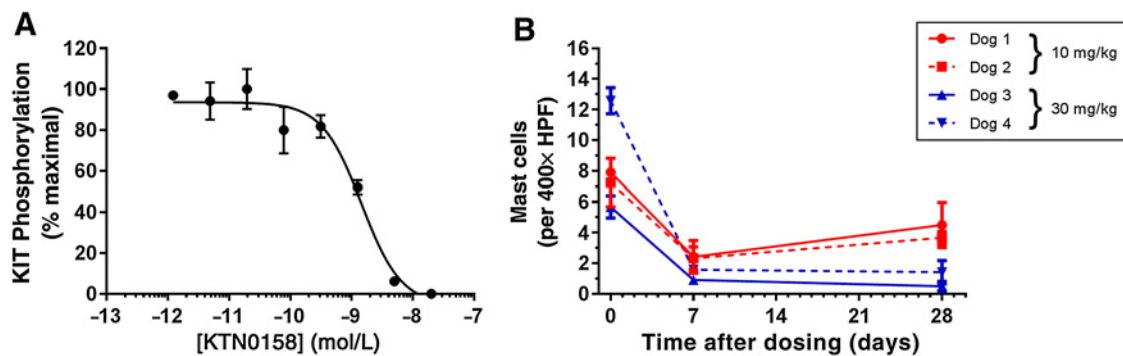 A
KIT Phosphorylation
(% maximal)
120
100
80
60
40
20
0
−13 −12 −11 −10 −9 −8 −7
[KTN0158] (mol/L)
B
Mast cells
(per 400× HPF)
16
14
12
10
8
6
4
2
0
0 7 14 21 28
Time after dosing (days)
Dog 1
Dog 2
10 mg/kg
Dog 3
Dog 4
30 mg/kg